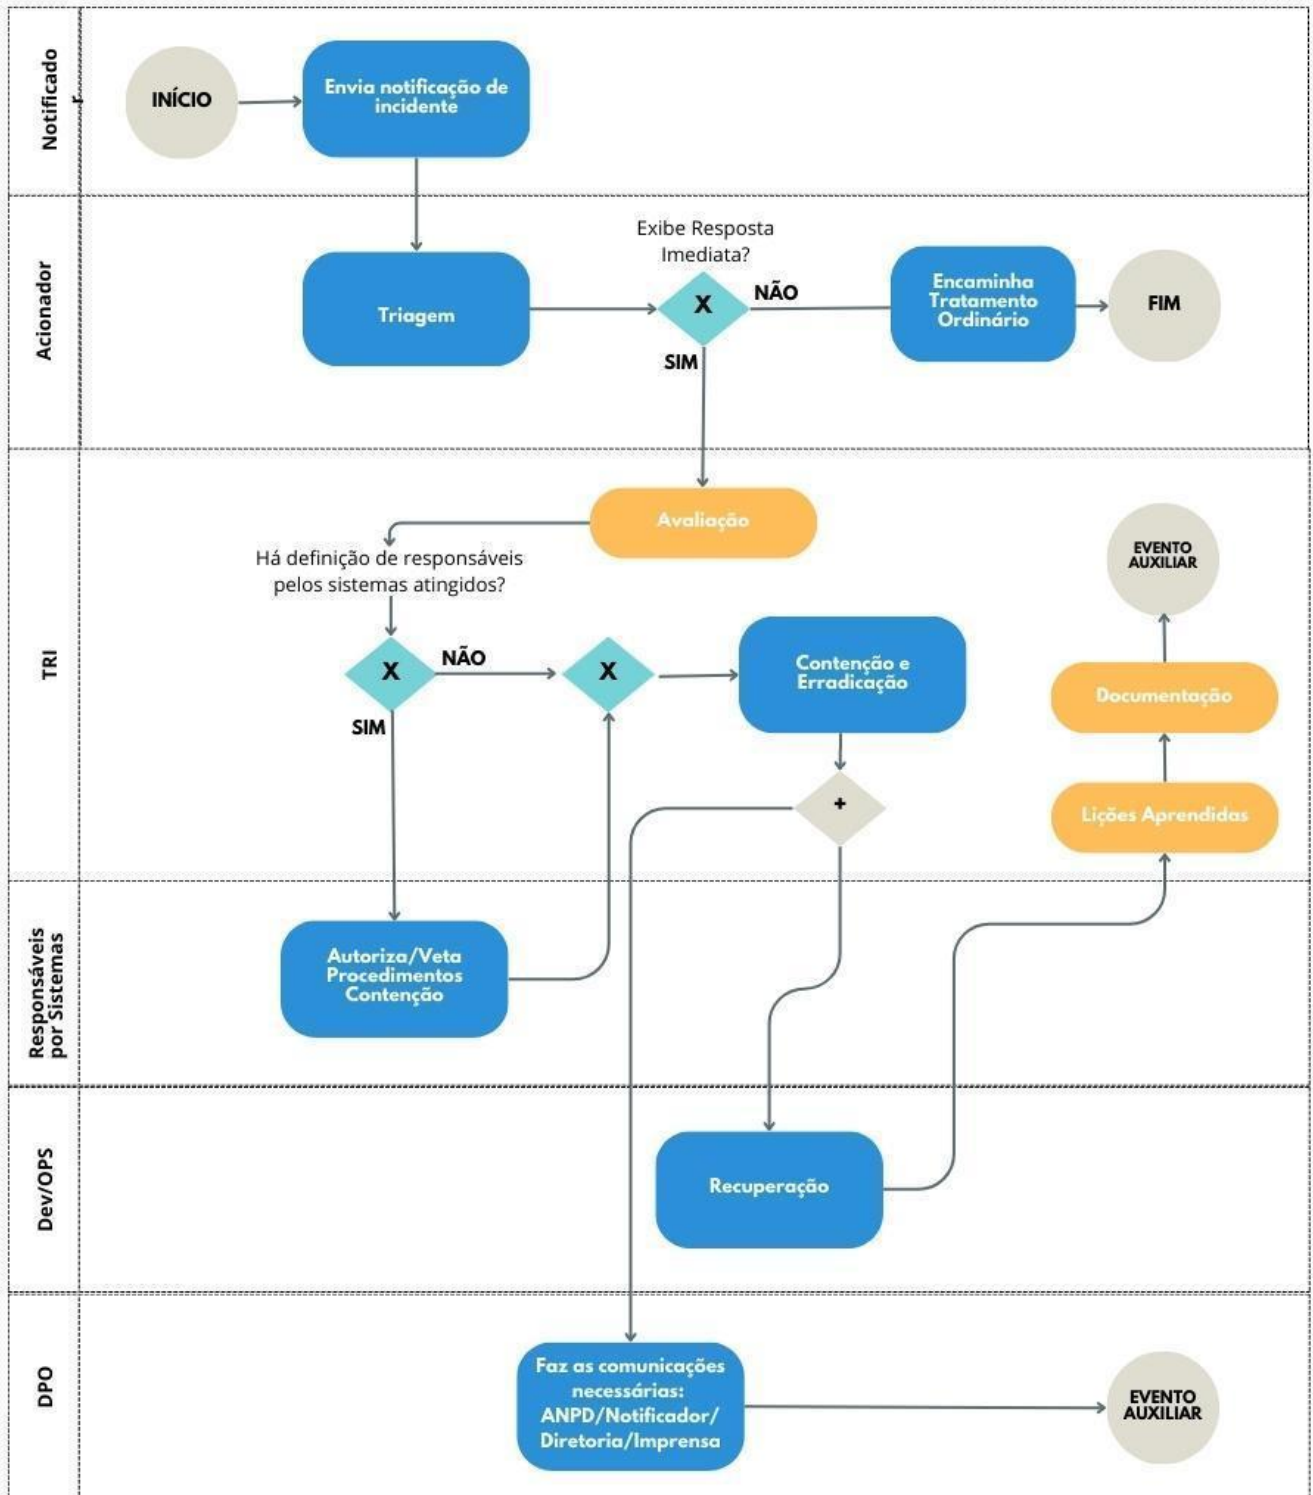 Notificado
r
INÍCIO
Envia notificação de
incidente
Acionador
Triagem
Exibe Resposta
Imediata?
X
NÃO
SIM
Encaminha
Tratamento
Ordinário
FIM
TRI
Avaliação
Há definição de responsáveis
pelos sistemas atingidos?
X
NÃO
SIM
X
Contenção e
Erradicação
+
EVENTO
AUXILIAR
Documentação
Lições Aprendidas
Responsáveis
por Sistemas
Autoriza/Veta
Procedimentos
Contenção
Dev/OPS
Recuperação
DPO
Faz as comunicações
necessárias:
ANPD/Notificador/
Diretoria/Imprensa
EVENTO
AUXILIAR